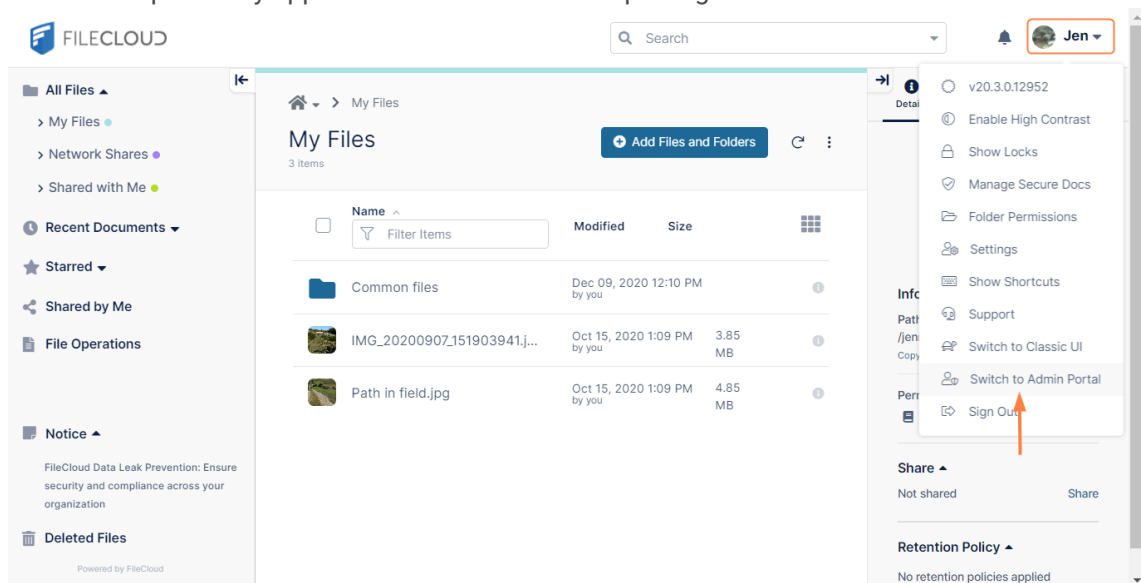 FILECLOUD
Search
Jen
All Files
My Files
Network Shares
Shared with Me
Recent Documents
Starred
Shared by Me
File Operations
Notice
FileCloud Data Leak Prevention: Ensure
security and compliance across your
organization
Deleted Files
Powered by FileCloud
My Files
My Files
3 items
Add Files and Folders
Name
Filter Items
Modified
Size
Common files
Dec 09, 2020 12:10 PM
by you
IMG_20200907_151903941.j...
Oct 15, 2020 1:09 PM
by you
3.85
MB
Path in field.jpg
Oct 15, 2020 1:09 PM
by you
4.85
MB
v20.3.0.12952
Enable High Contrast
Show Locks
Manage Secure Docs
Folder Permissions
Settings
Show Shortcuts
Support
Switch to Classic UI
Switch to Admin Portal
Sign Out
Share
Not shared
Share
Retention Policy
No retention policies applied